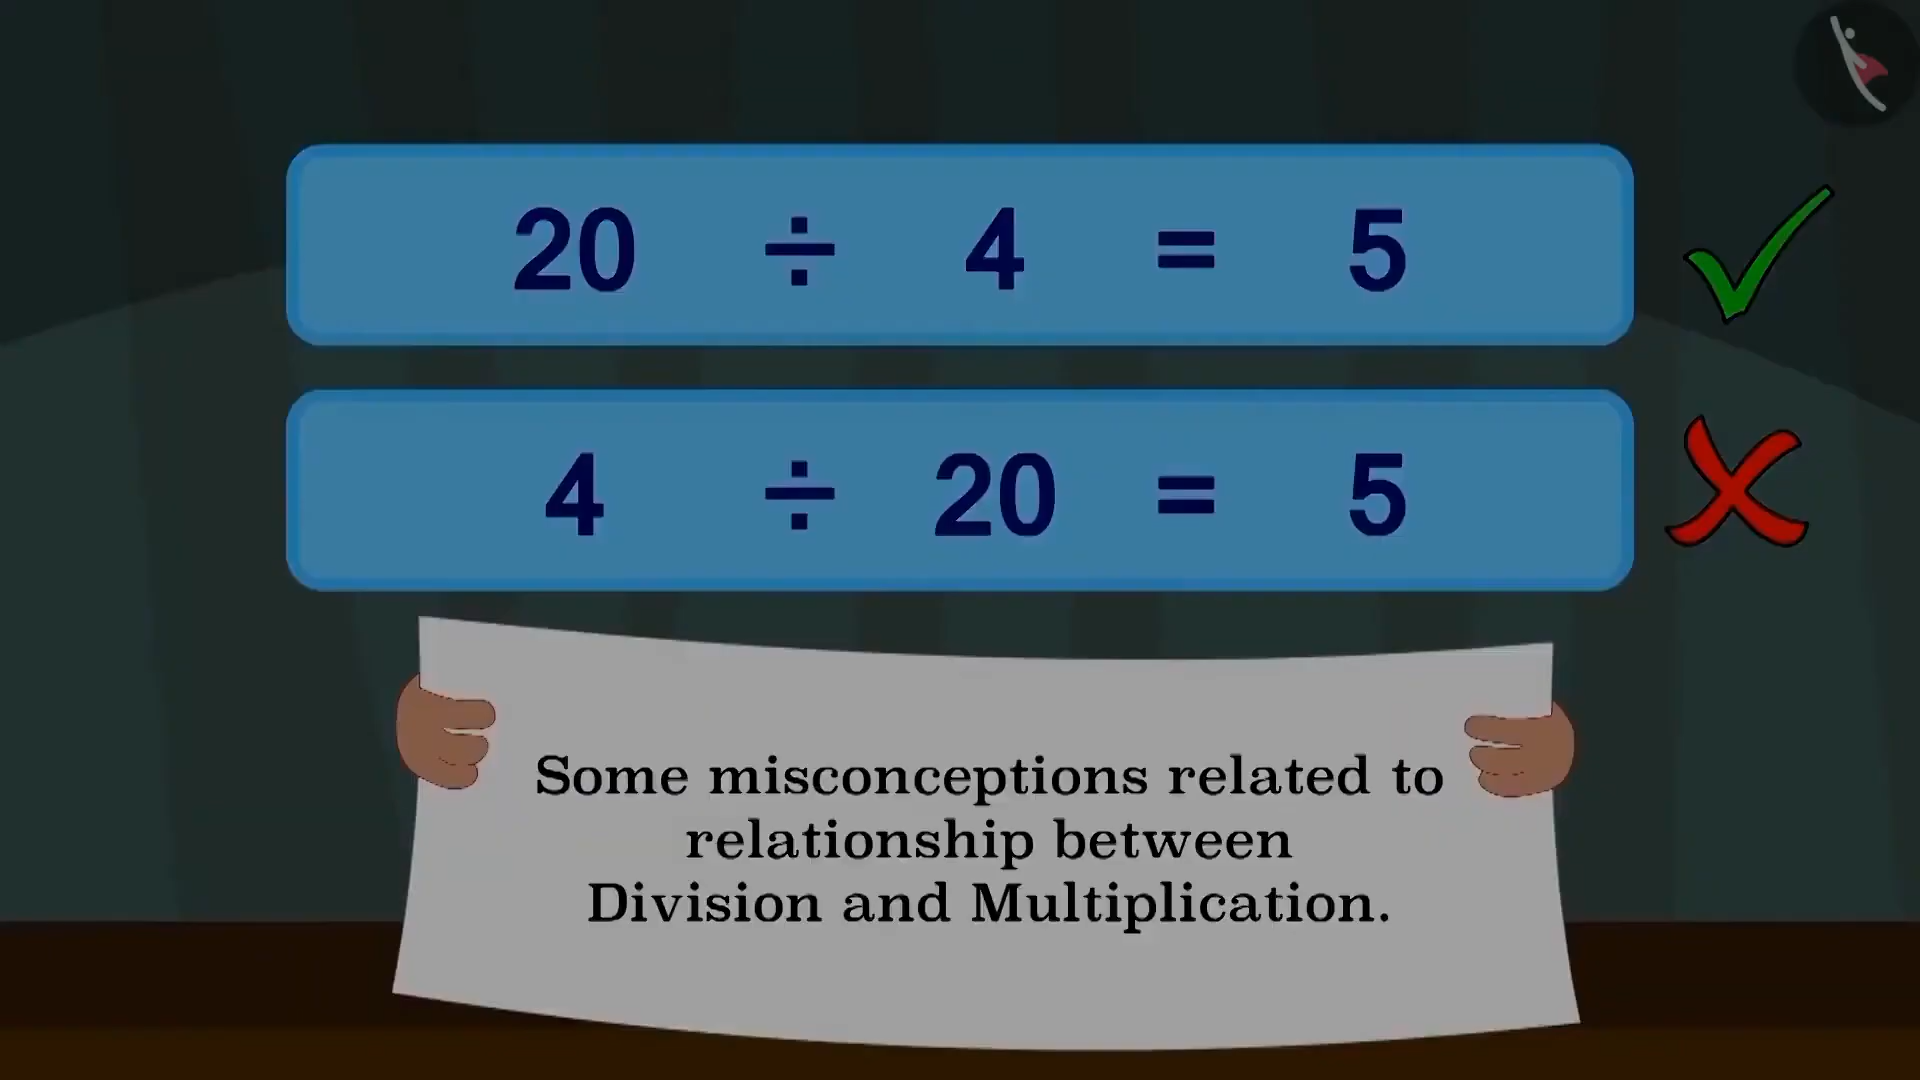 20 ÷ 4 = 5
4 ÷ 20 = 5
Some misconceptions related to
relationship between
Division and Multiplication.